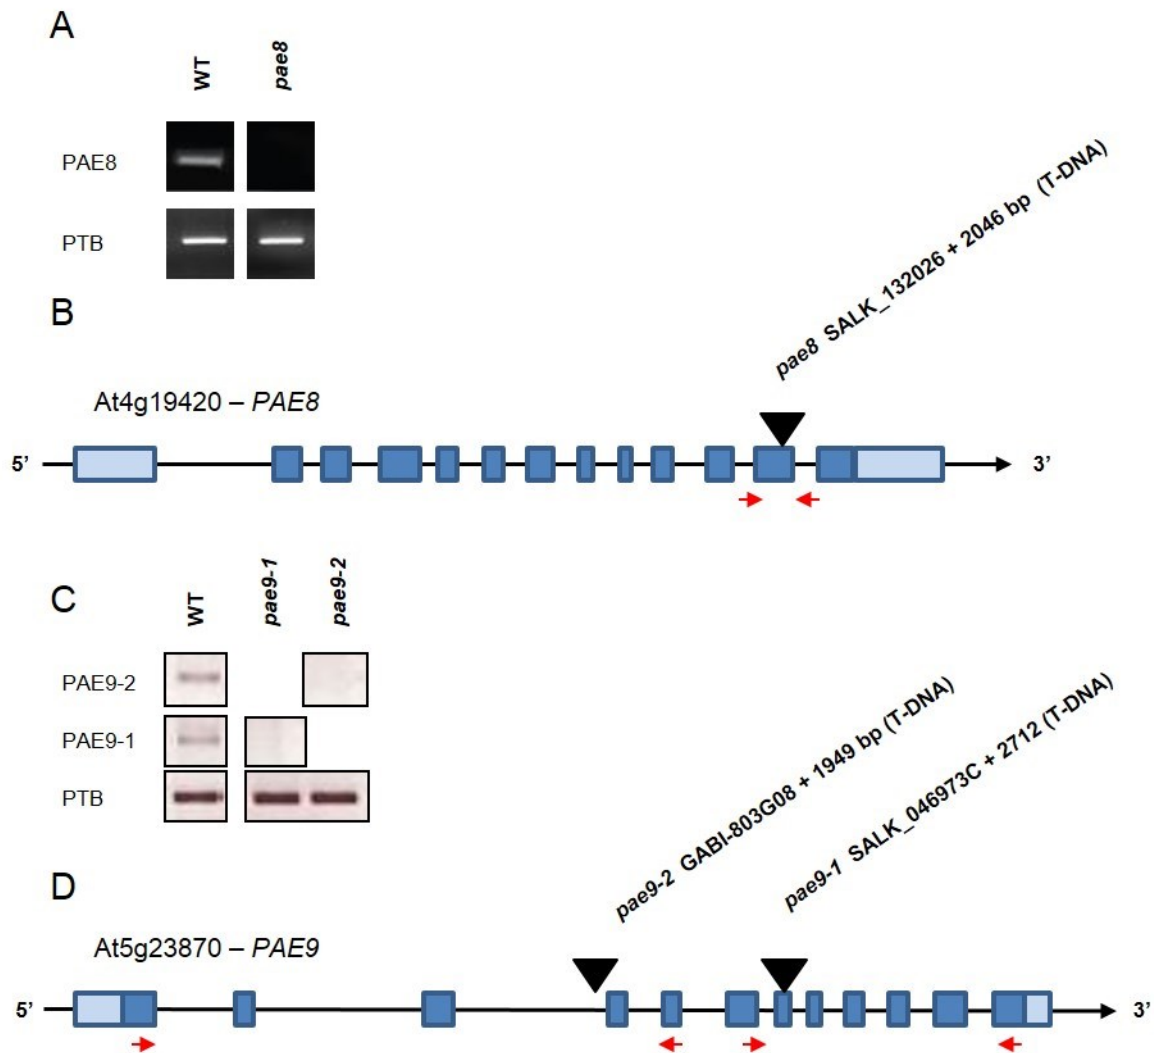 A
WT
pae8
PAE8
PTB
pae8 SALK_132026 + 2046 bp (T-DNA)
B
At4g19420 – PAE8
5’
3’
C
WT
pae9-1
pae9-2
PAE9-2
PAE9-1
PTB
pae9-2 GABI-803G08 + 1949 bp (T-DNA)
pae9-1 SALK_046973C + 2712 (T-DNA)
D
At5g23870 – PAE9
5’
3’